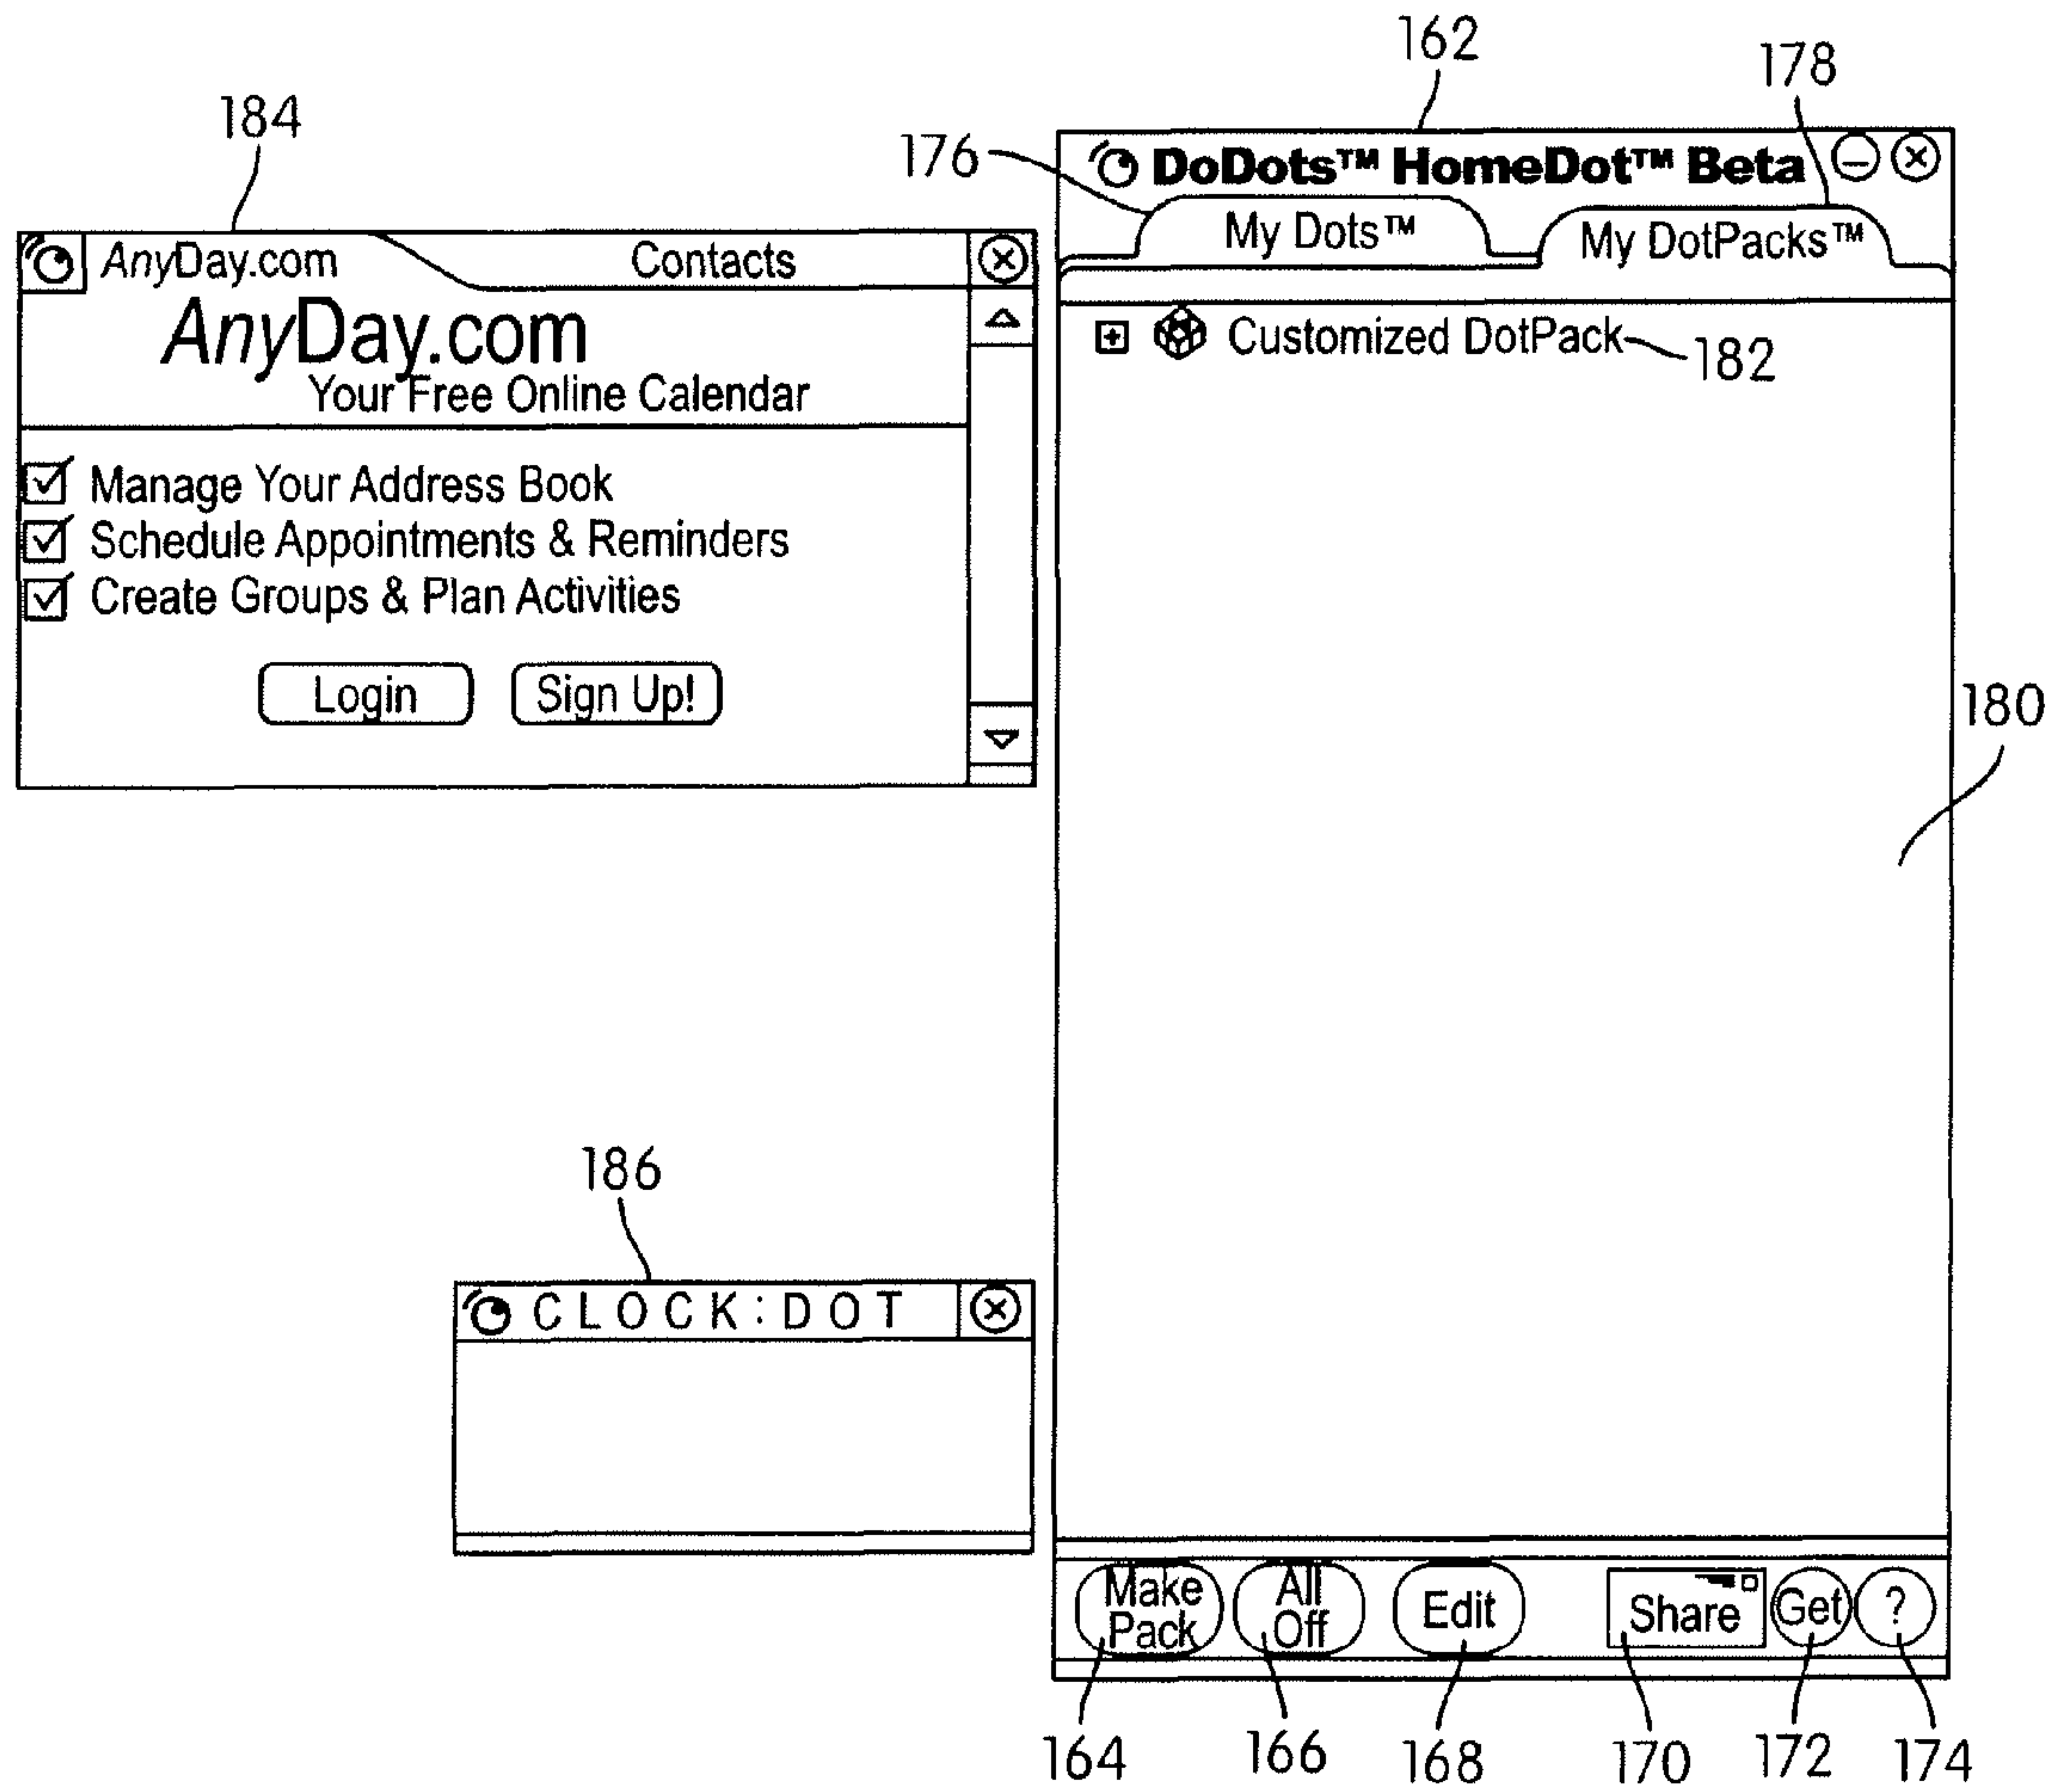 162
178
184
176
DoDots™ HomeDot™ Beta
My Dots™
My DotPacks™
AnyDay.com
Contacts
AnyDay.com
Your Free Online Calendar
Customized DotPack
182
Manage Your Address Book
Schedule Appointments & Reminders
Create Groups & Plan Activities
Login
Sign Up!
180
186
CLOCK:DOT
Make
Pack
All
Off
Edit
Share
Get
?
164
166
168
170
172
174